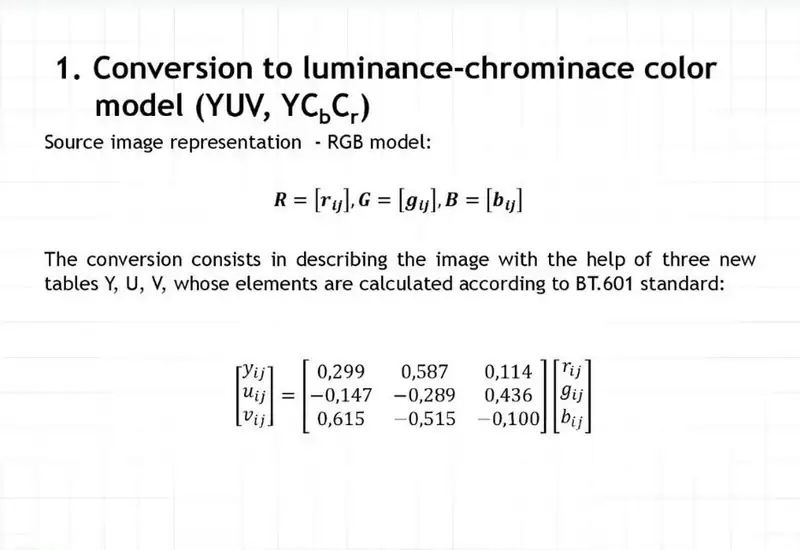 1. Conversion to luminance-chrominace color
model (YUV, YCbCr)
Source image representation - RGB model:
R = [rij], G = [gij], B = [bij]
The conversion consists in describing the image with the help of three new
tables Y, U, V, whose elements are calculated according to BT.601 standard:
[yij] = [0,299 0,587 0,114] [rij]
[uij] [−0,147 −0,289 0,436] [gij]
[vij] [0,615 −0,515 −0,100] [bij]